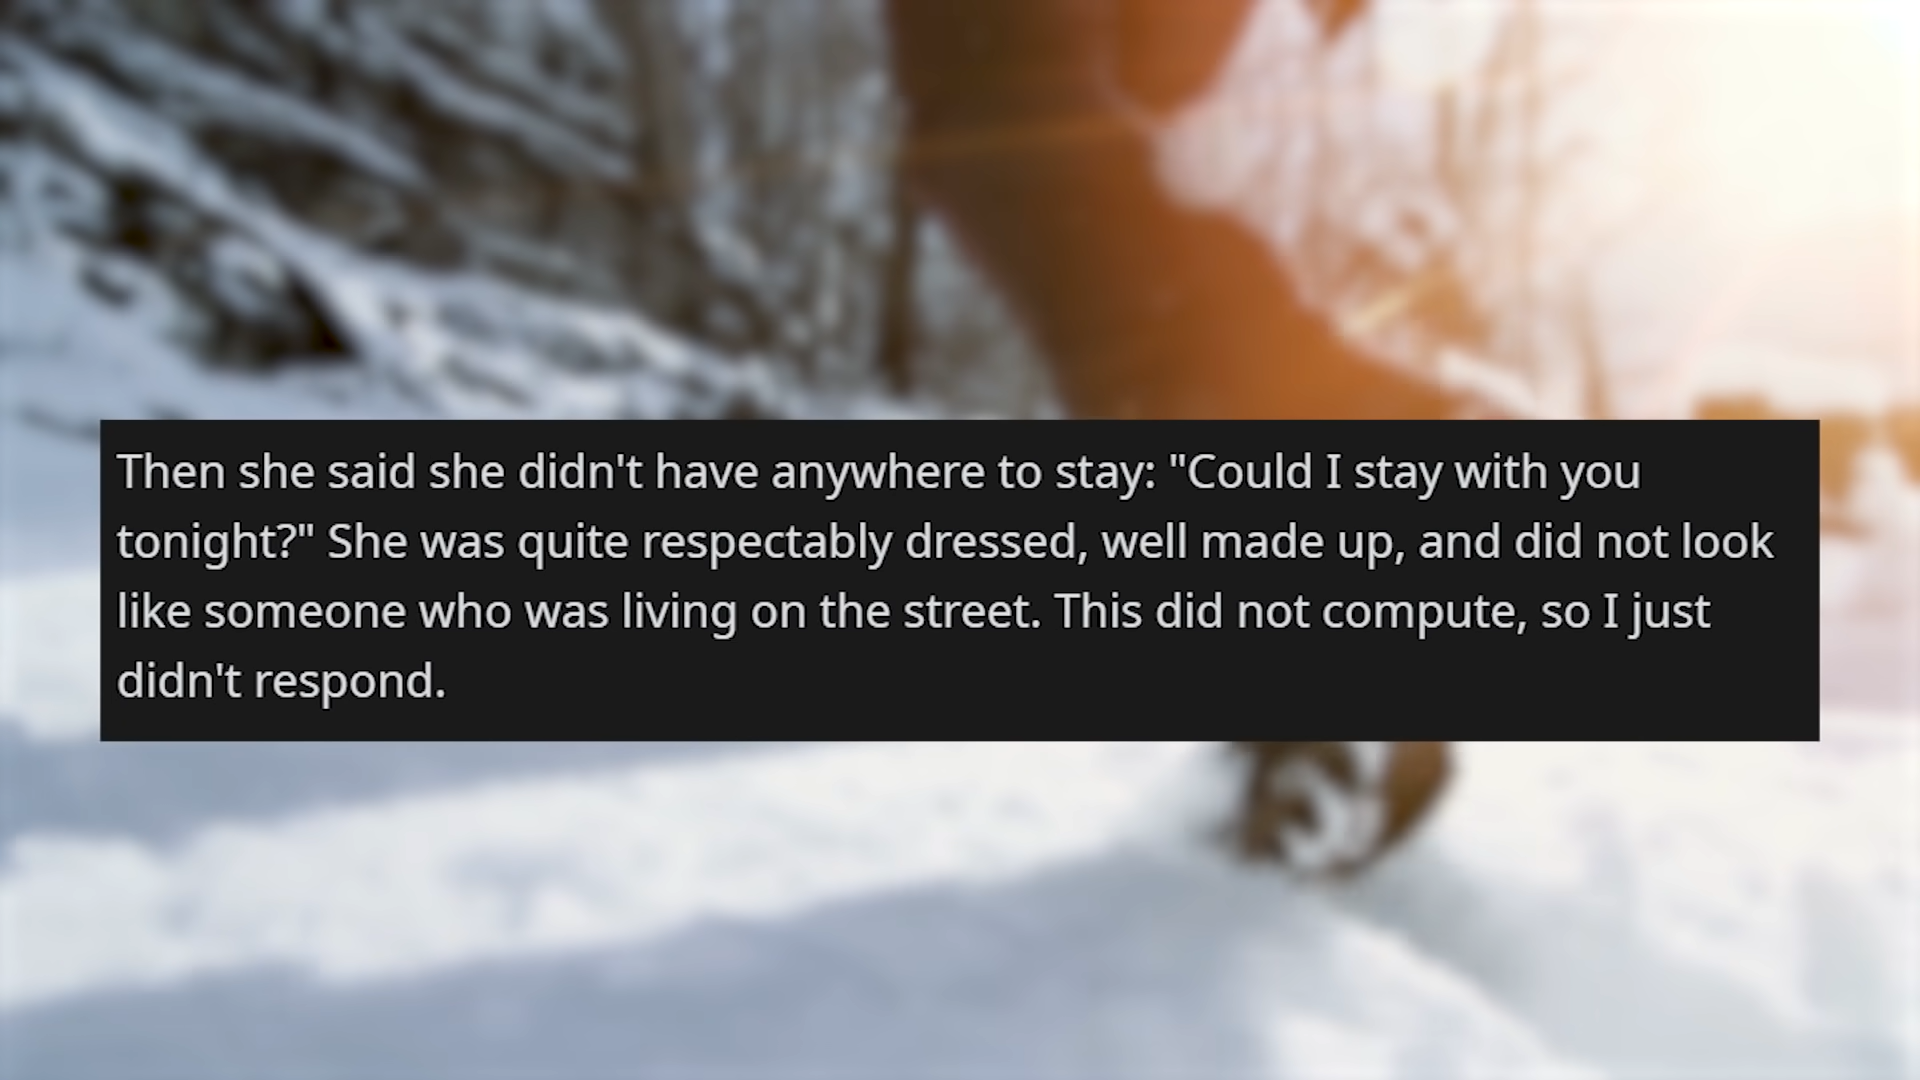 Then she said she didn't have anywhere to stay: "Could I stay with you
tonight?" She was quite respectably dressed, well made up, and did not look
like someone who was living on the street. This did not compute, so I just
didn't respond.